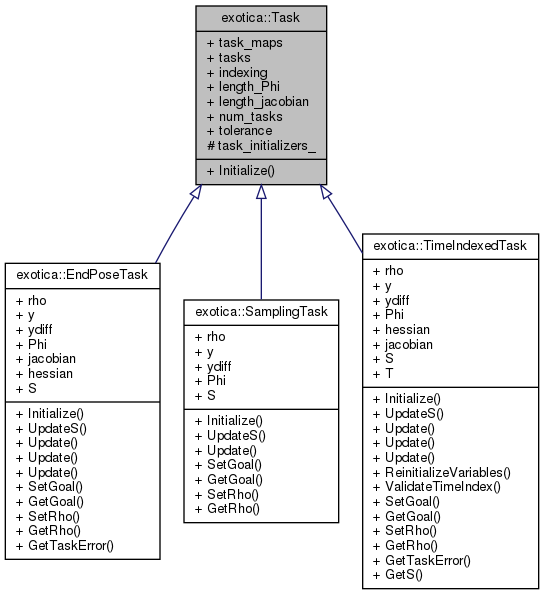 exotica::Task
+ task_maps
+ tasks
+ indexing
+ length_Phi
+ length_jacobian
+ num_tasks
+ tolerance
# task_initializers_
+ Initialize()
exotica::EndPoseTask
+ rho
+ y
+ ydiff
+ Phi
+ jacobian
+ hessian
+ S
+ Initialize()
+ UpdateS()
+ Update()
+ Update()
+ Update()
+ SetGoal()
+ GetGoal()
+ SetRho()
+ GetRho()
+ GetTaskError()
exotica::SamplingTask
+ rho
+ y
+ ydiff
+ Phi
+ S
+ Initialize()
+ UpdateS()
+ Update()
+ SetGoal()
+ GetGoal()
+ SetRho()
+ GetRho()
exotica::TimeIndexedTask
+ rho
+ y
+ ydiff
+ Phi
+ hessian
+ jacobian
+ S
+ T
+ Initialize()
+ UpdateS()
+ Update()
+ Update()
+ Update()
+ ReinitializeVariables()
+ ValidateTimeIndex()
+ SetGoal()
+ GetGoal()
+ SetRho()
+ GetRho()
+ GetTaskError()
+ GetS()